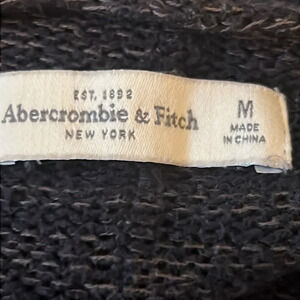 EST. 1892
Abercrombie & Fitch
NEW YORK
M
MADE
IN CHINA